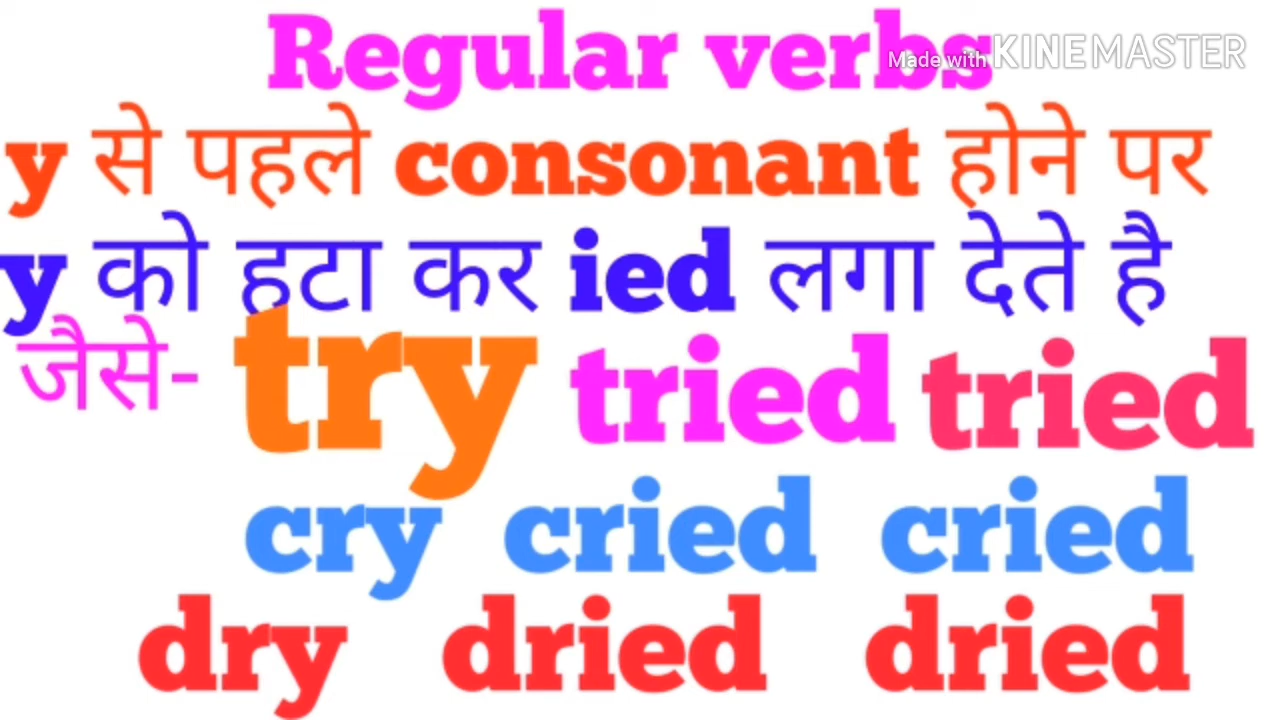 Regular verbs
Made with KINEMASTER
y से पहले consonant होने पर
y को हटा कर ied लगा देते है
जैसे- try tried tried
cry cried cried
dry dried dried